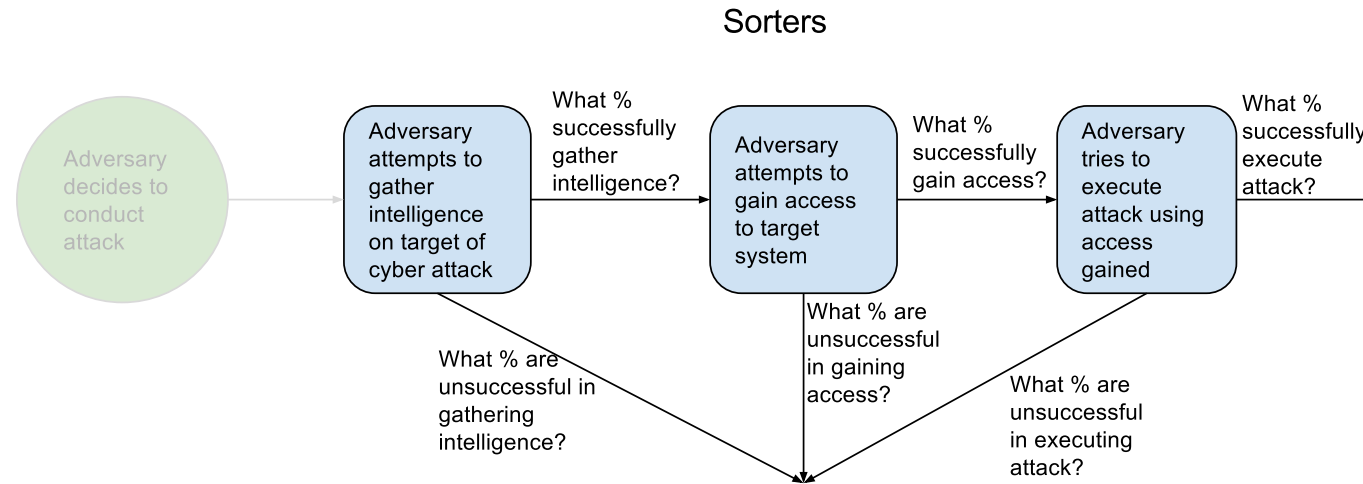 Sorters
Adversary
decides to
conduct
attack
Adversary
attempts to
gather
intelligence
on target of
cyber attack
What %
successfully
gather
intelligence?
Adversary
attempts to
gain access
to target
system
What %
successfully
gain access?
Adversary
tries to
execute
attack using
access
gained
What %
successfully
execute
attack?
What % are
unsuccessful in
gathering
intelligence?
What % are
unsuccessful
in gaining
access?
What % are
unsuccessful
in executing
attack?